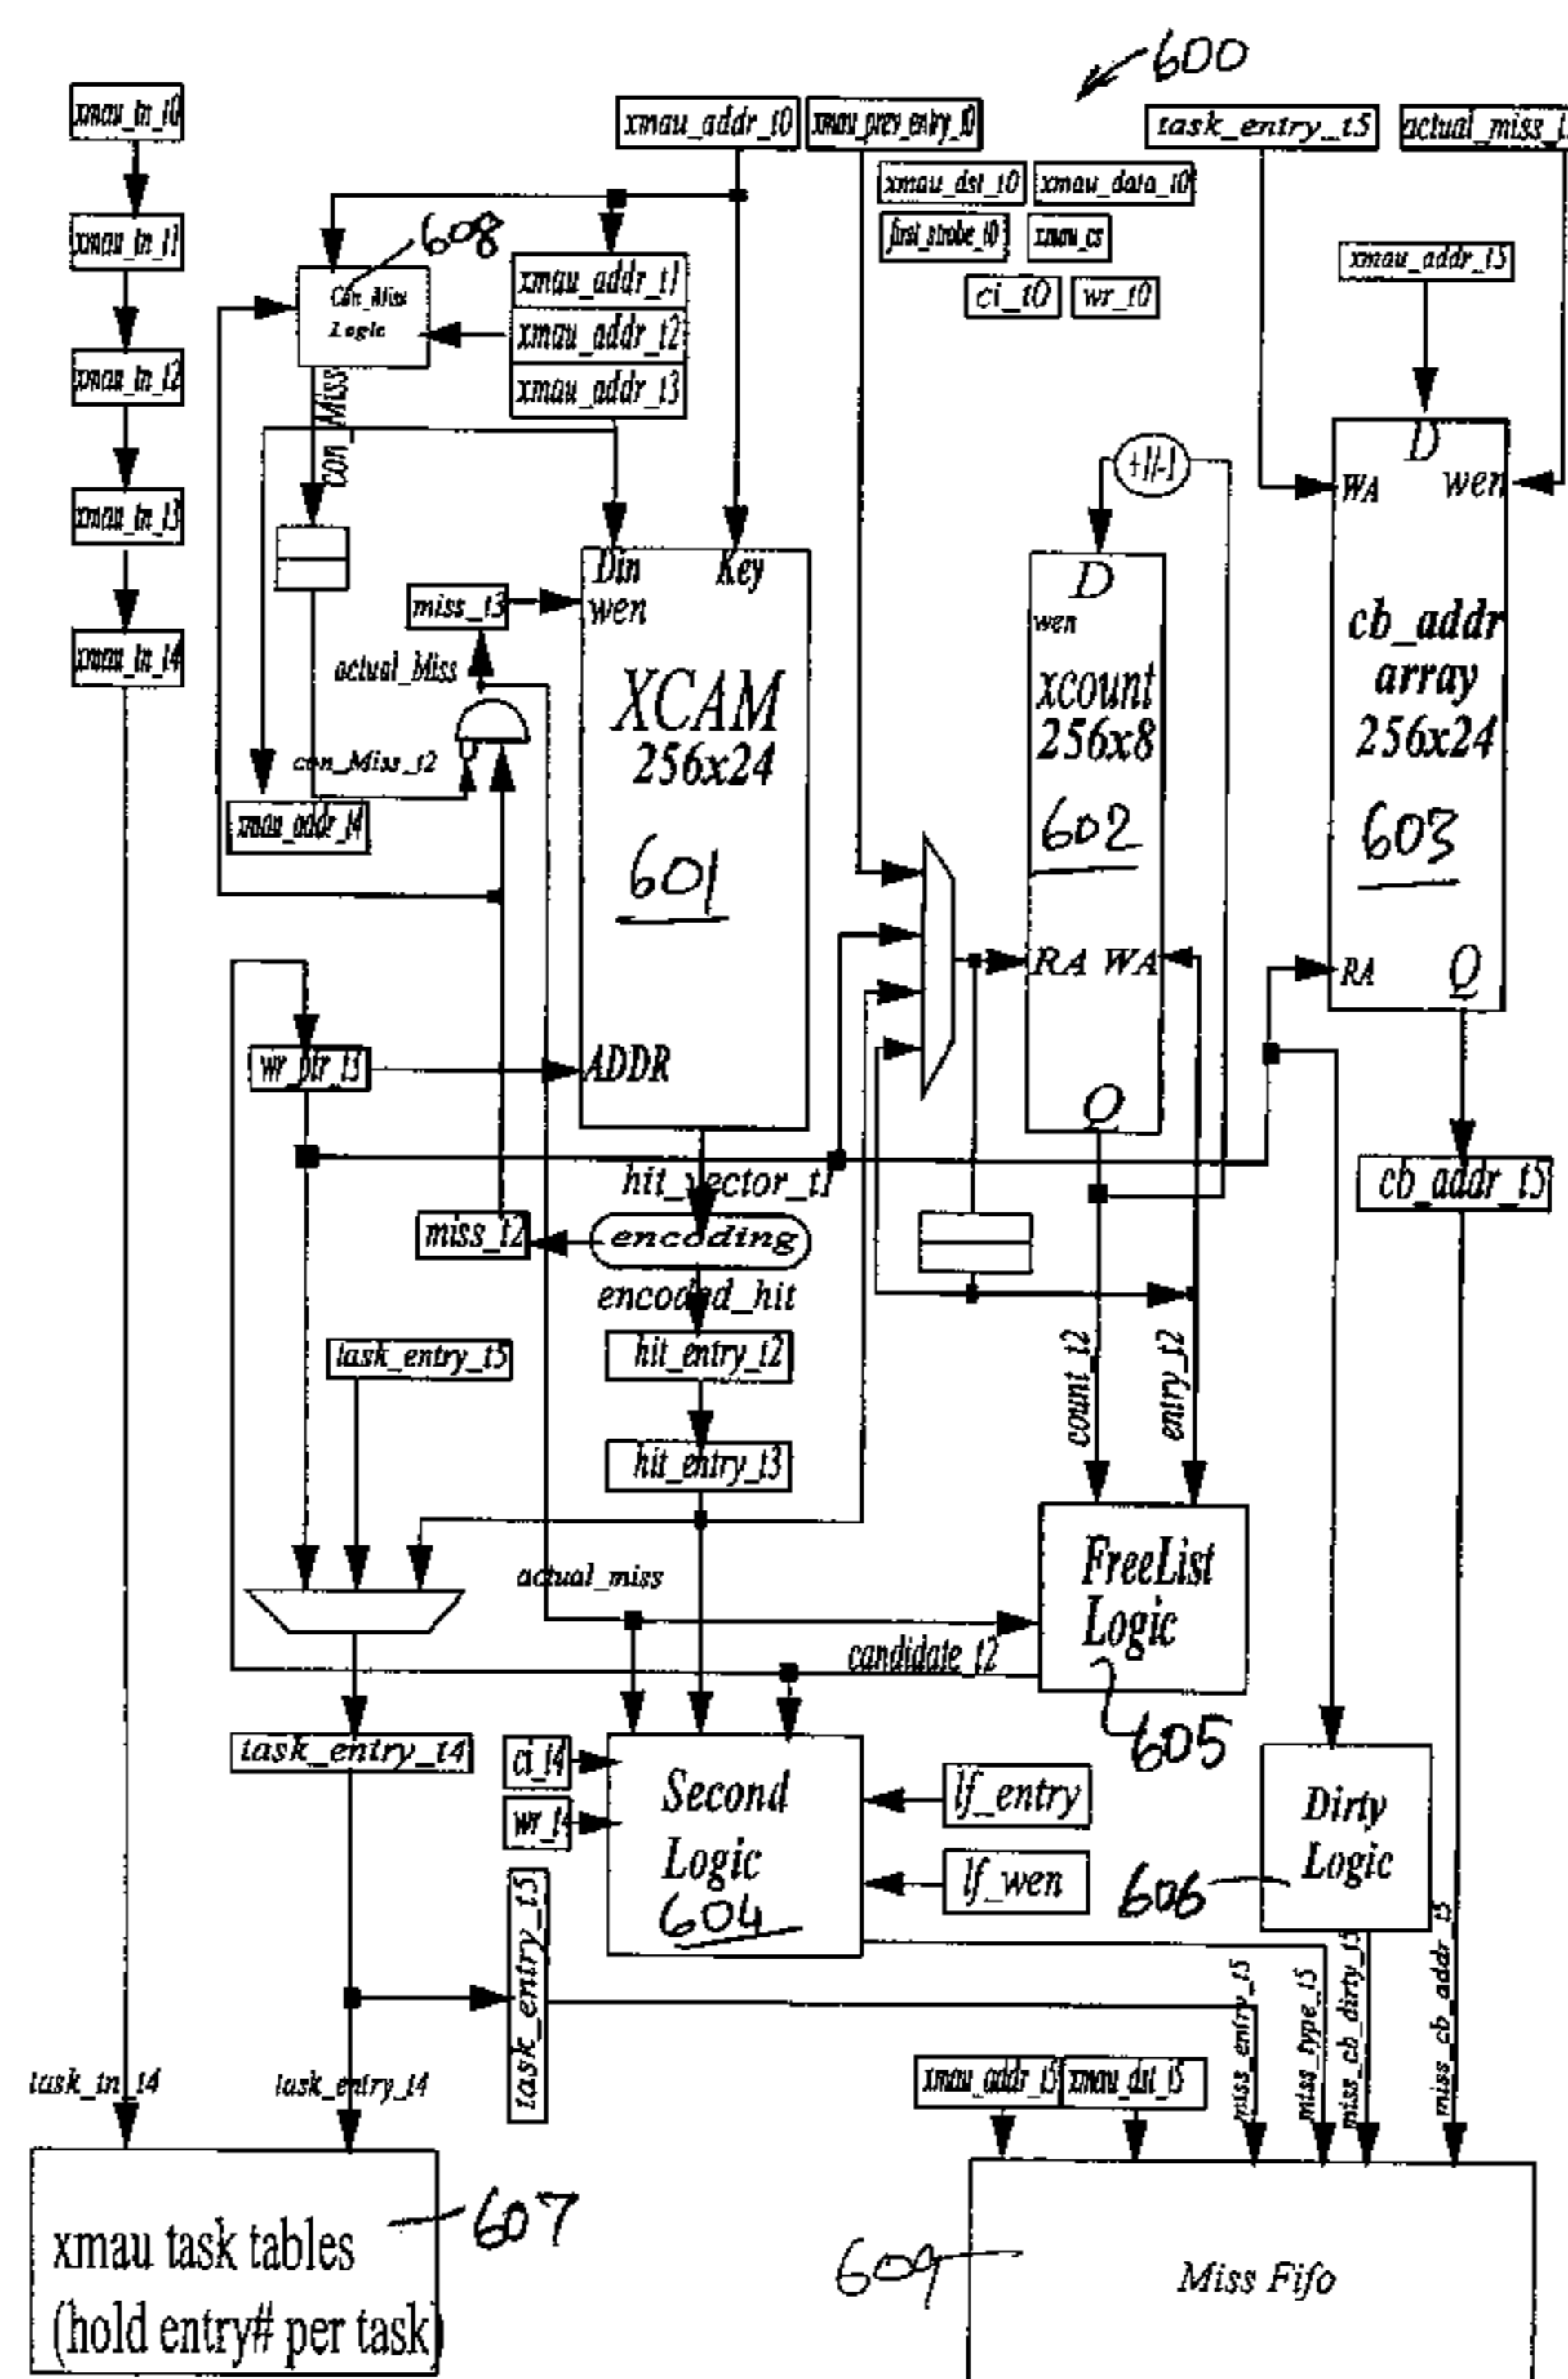 600
xmau_tn_t0
xmau_addr_t0
xmau_prev_entry_t0
task_entry_t5
xmau_dst_t0
xmau_data_t0
first_strobe_t0
xmau_cs
ci_t0
wr_t0
xmau_tn_t1
608
Con_Miss
Logic
xmau_addr_t1
xmau_addr_t2
xmau_addr_t3
xmau_addr_t5
xmau_tn_t2
con_Miss
+1/-1
D
WA
wen
xmau_tn_t3
Din
Key
wen
miss_t3
D
wen
cb_addr
array
256x24
603
xmau_tn_t4
actual_Miss
XCAM
256x24
601
xcount
256x8
602
con_Miss_t2
xmau_addr_t4
RA WA
RA
Q
wr_ptr_t3
ADDR
Q
hit_vector_t1
cb_addr_t5
miss_t2
encoding
encoded_hit
task_entry_t5
hit_entry_t2
count_t2
entry_t2
hit_entry_t3
actual_miss
FreeList
Logic
candidate_t2
605
task_entry_t4
ci_t4
wr_t4
Second
Logic
604
lf_entry
lf_wen
Dirty
Logic
606
task_entry_t5
miss_entry_t5
miss_type_t5
miss_cb_dirty_t5
miss_cb_addr_t5
task_tn_t4
task_entry_t4
xmau_addr_t5
xmau_dst_t5
xmau task tables
(hold entry# per task)
607
609
Miss Fifo